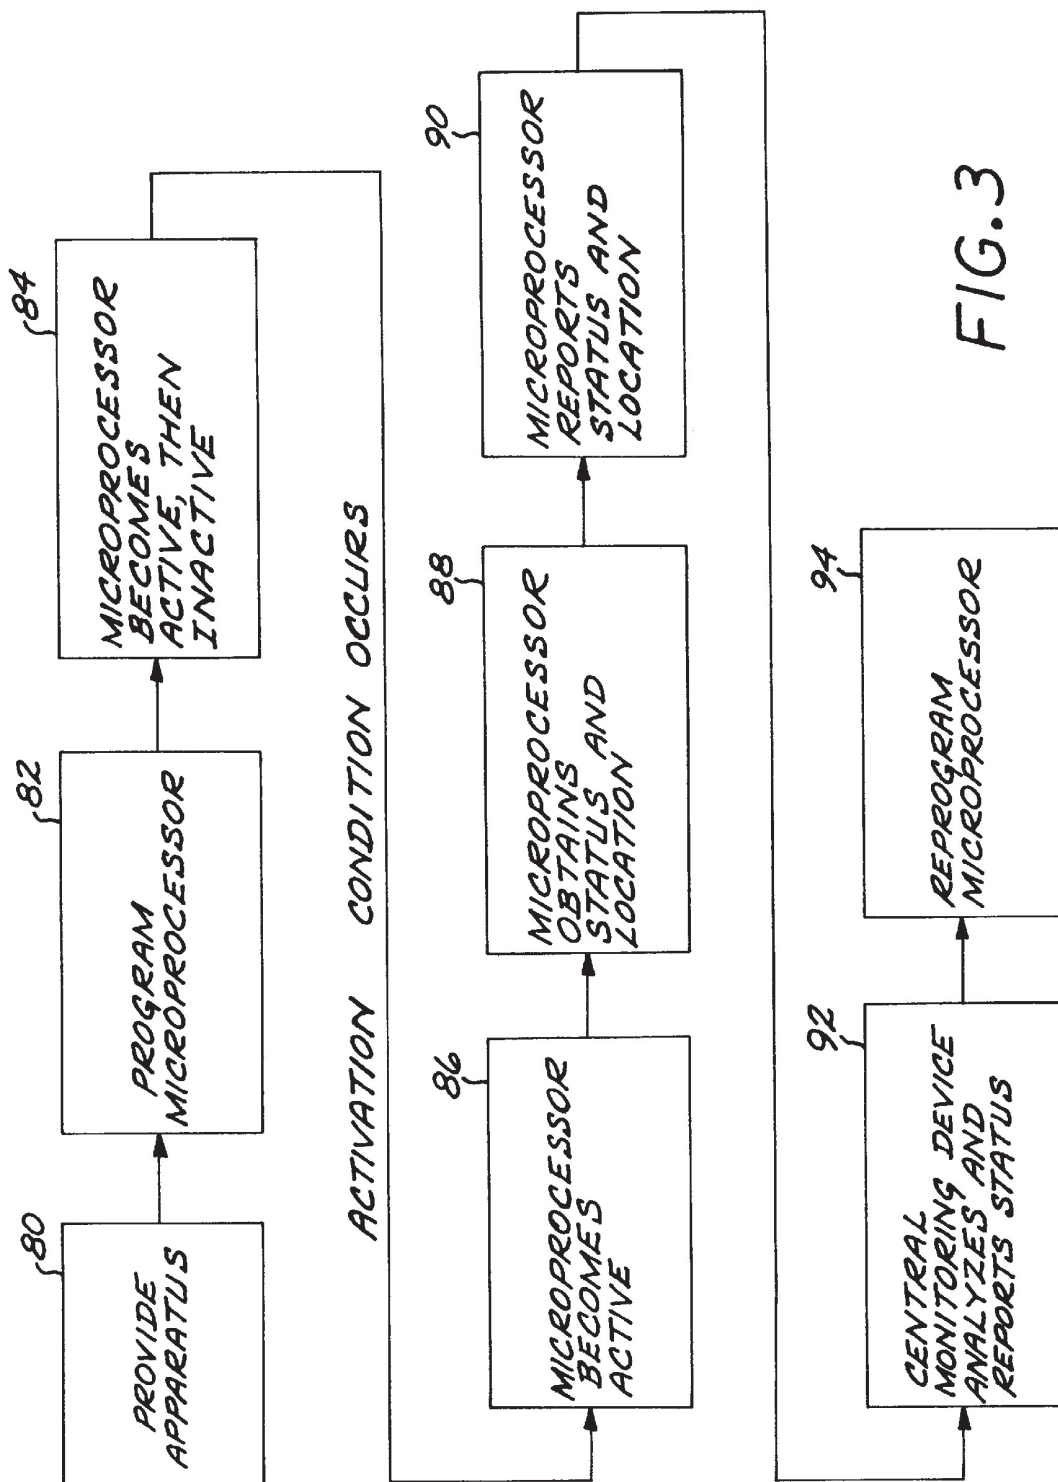 80
PROVIDE
APPARATUS
82
PROGRAM
MICROPROCESSOR
84
MICROPROCESSOR
BECOMES
ACTIVE, THEN
INACTIVE
ACTIVATION CONDITION OCCURS
86
MICROPROCESSOR
BECOMES
ACTIVE
88
MICROPROCESSOR
OBTAINS
STATUS AND
LOCATION
90
MICROPROCESSOR
REPORTS
STATUS AND
LOCATION
92
CENTRAL
MONITORING DEVICE
ANALYZES AND
REPORTS STATUS
94
REPROGRAM
MICROPROCESSOR
FIG.3